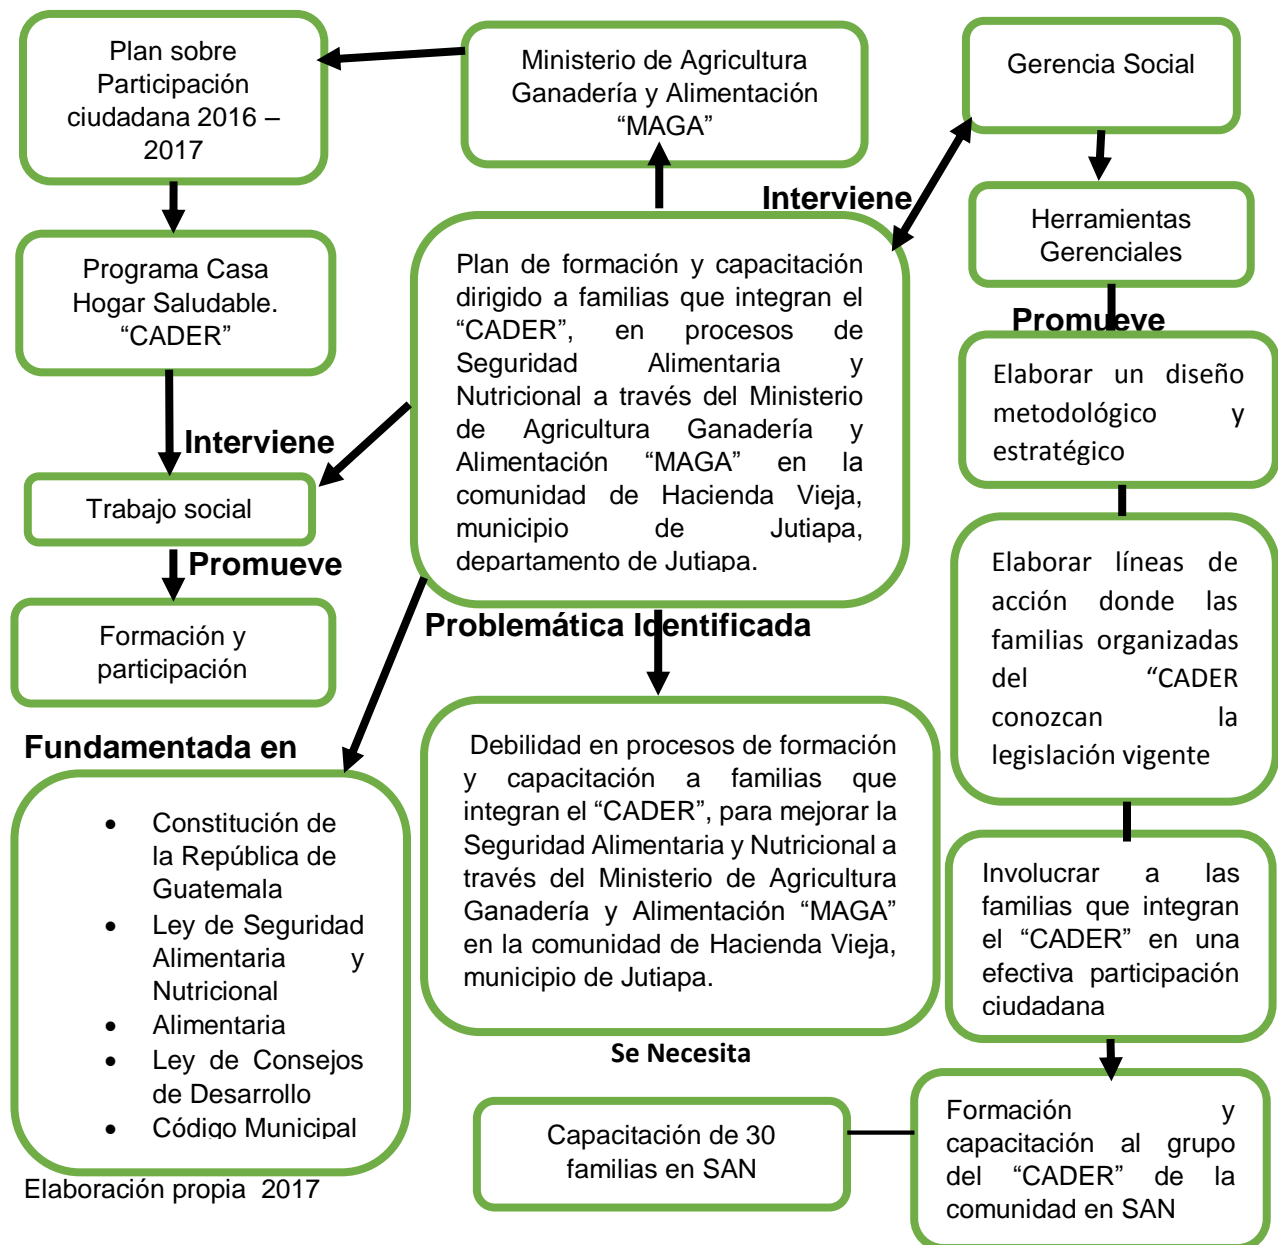 Plan sobre
Participación
ciudadana 2016 –
2017
Ministerio de Agricultura
Ganadería y Alimentación
“MAGA”
Gerencia Social
Interviene
Herramientas
Gerenciales
Promueve
Programa Casa
Hogar Saludable.
“CADER”
Interviene
Trabajo social
Promueve
Formación y
participación
Plan de formación y capacitación
dirigido a familias que integran el
“CADER”, en procesos de
Seguridad Alimentaria y
Nutricional a través del Ministerio
de Agricultura Ganadería y
Alimentación “MAGA” en la
comunidad de Hacienda Vieja,
municipio de Jutiapa,
departamento de Jutiapa.
Elaborar un diseño
metodológico y
estratégico
Elaborar líneas de
acción donde las
familias organizadas
del “CADER
conozcan la
legislación vigente
Problemática Identificada
Fundamentada en
Constitución de
la República de
Guatemala
Ley de Seguridad
Alimentaria y
Nutricional
Alimentaria
Ley de Consejos
de Desarrollo
Código Municipal
Debilidad en procesos de formación
y capacitación a familias que
integran el “CADER”, para mejorar la
Seguridad Alimentaria y Nutricional a
través del Ministerio de Agricultura
Ganadería y Alimentación “MAGA”
en la comunidad de Hacienda Vieja,
municipio de Jutiapa.
Involucrar a las
familias que integran
el “CADER” en una
efectiva participación
ciudadana
Se Necesita
Capacitación de 30
familias en SAN
Formación y
capacitación al grupo
del “CADER” de la
comunidad en SAN
Elaboración propia 2017